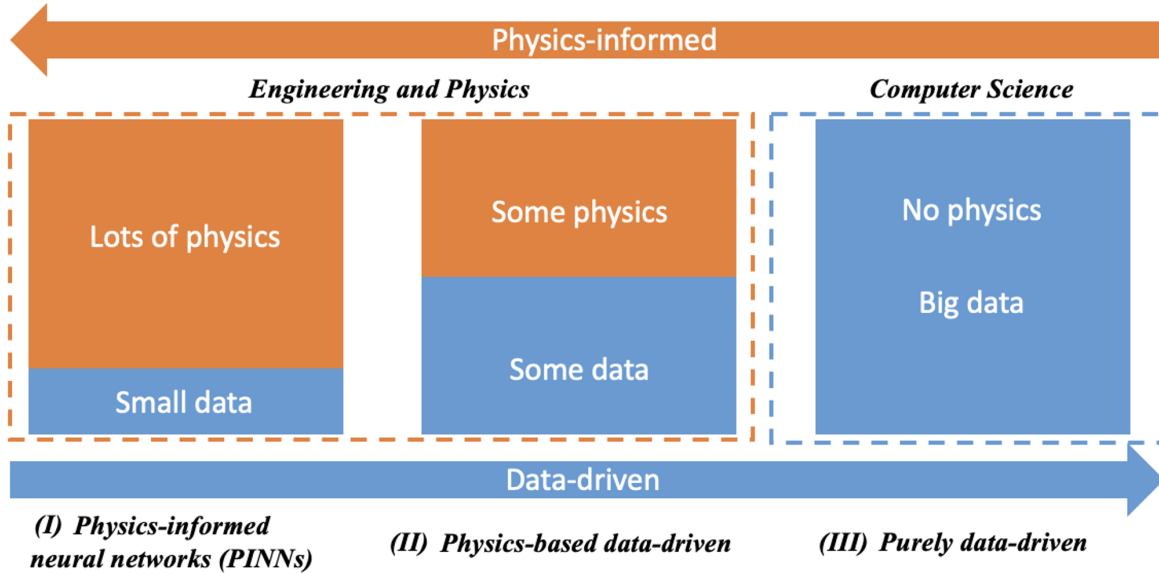 Physics-informed
Engineering and Physics
Computer Science
Lots of physics
Small data
Some physics
Some data
No physics
Big data
Data-driven
(I) Physics-informed
neural networks (PINNs)
(II) Physics-based data-driven
(III) Purely data-driven